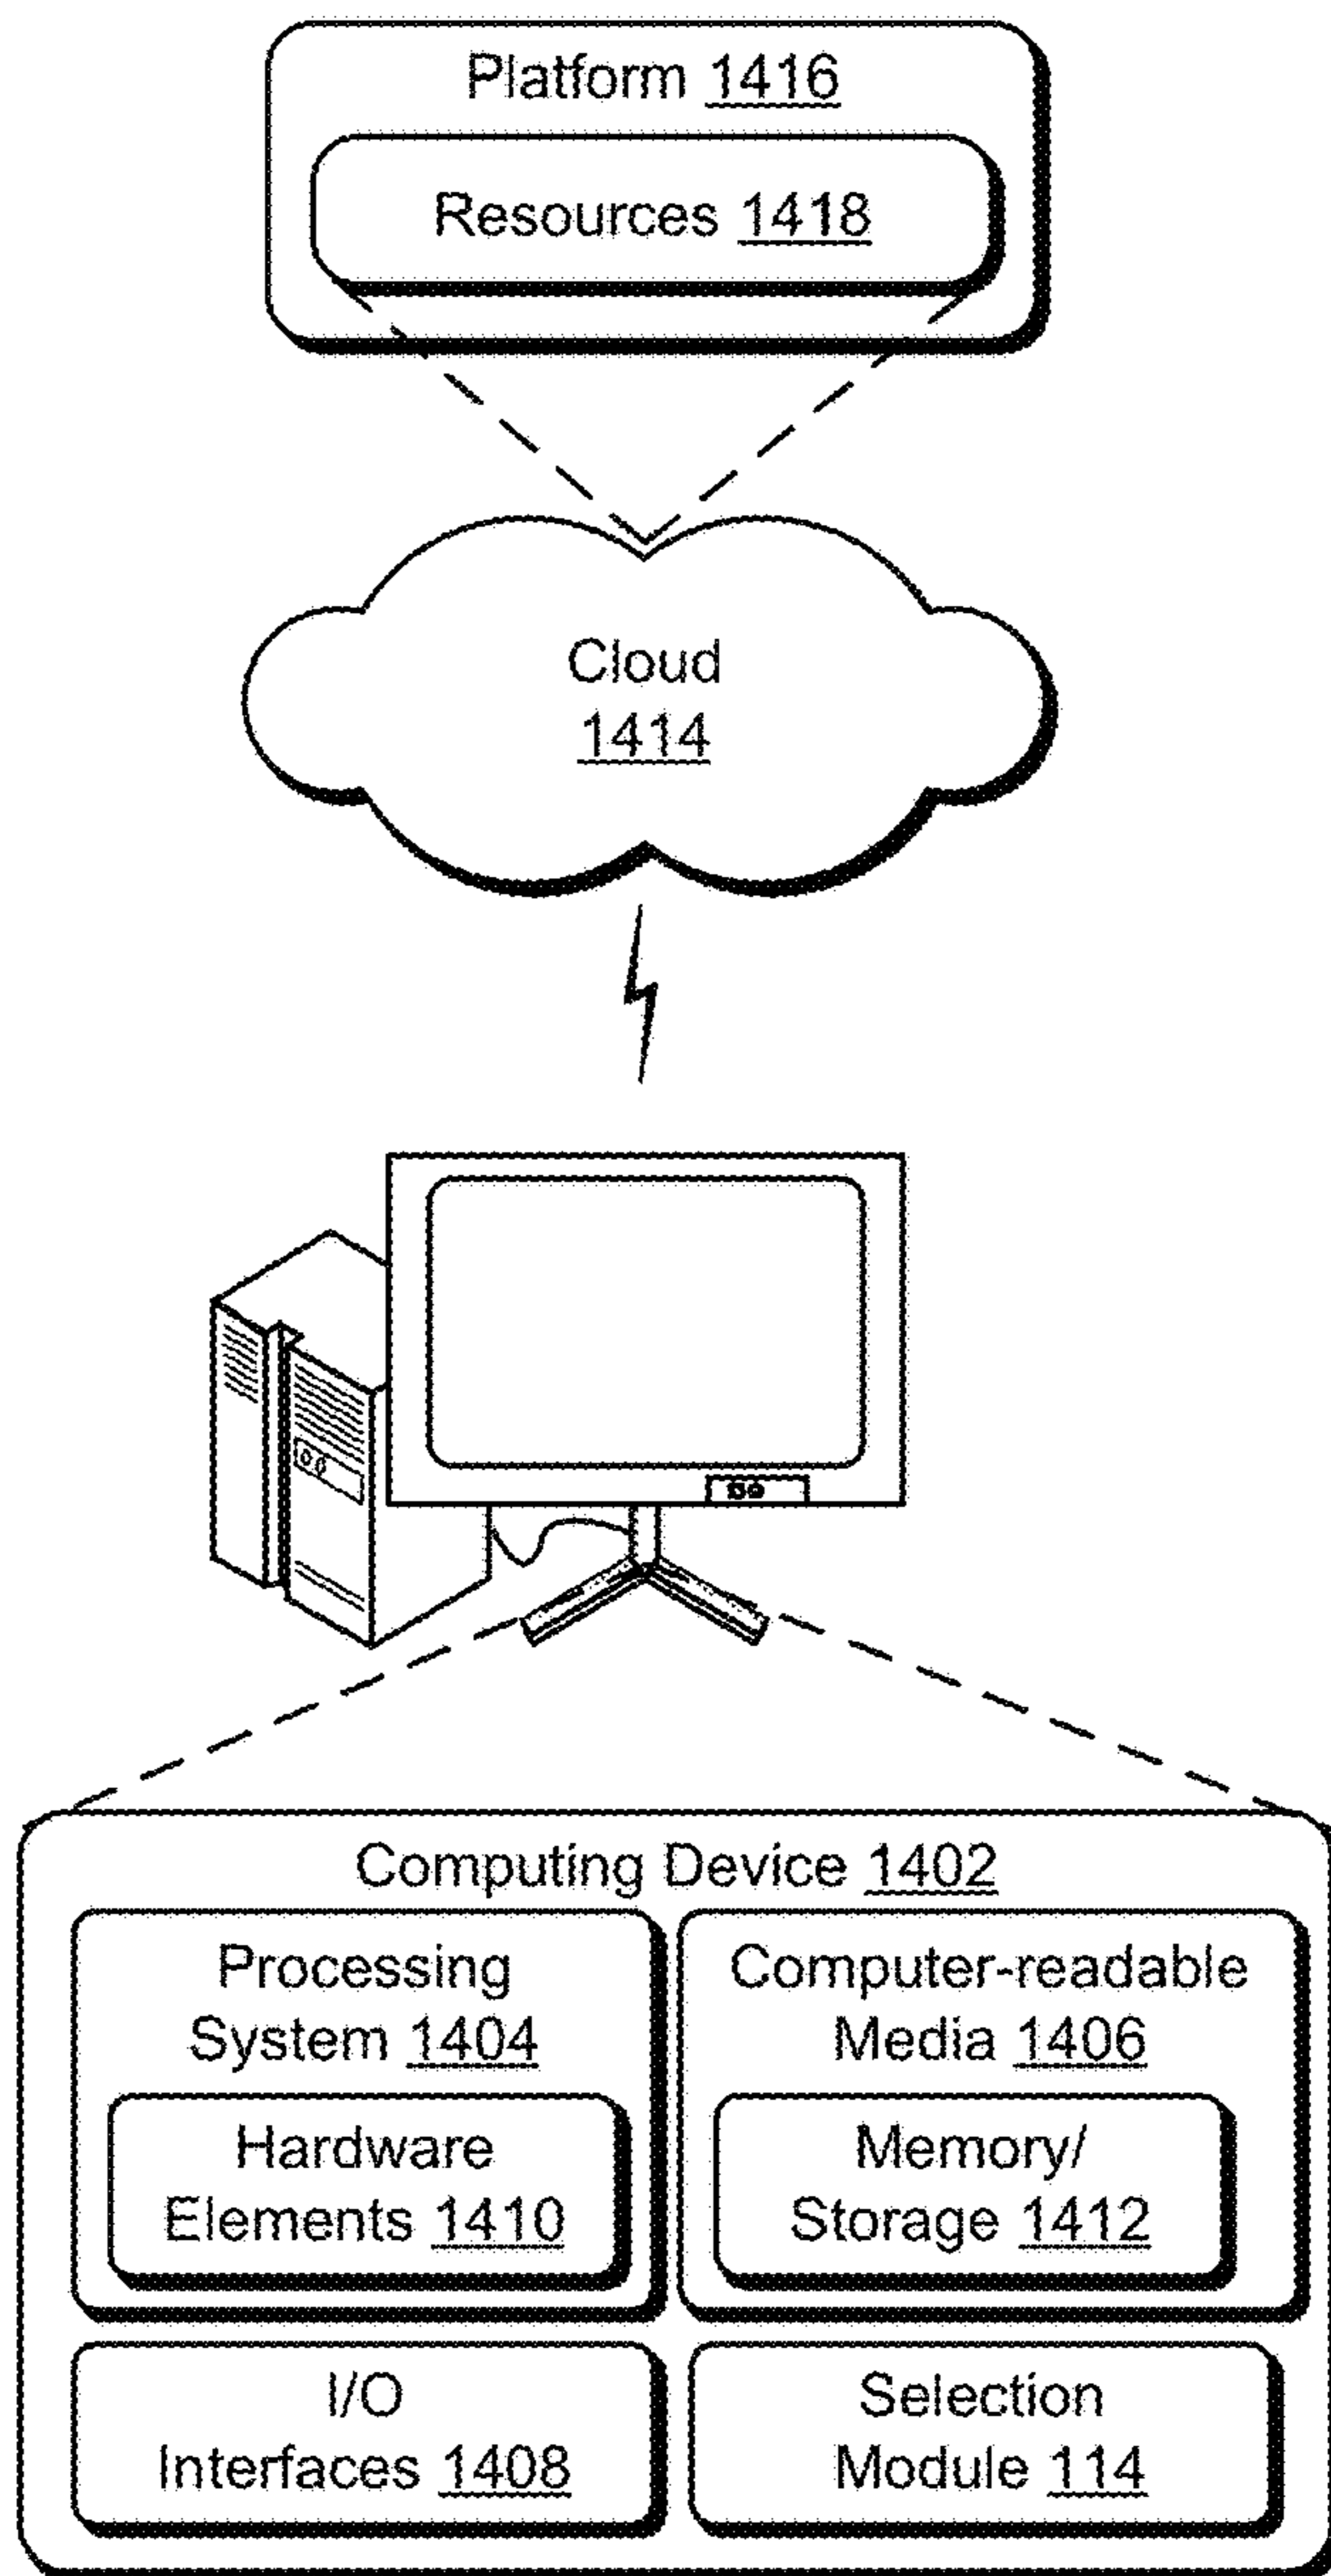 Platform 1416
Resources 1418
Cloud
1414
Computing Device 1402
Processing
System 1404
Hardware
Elements 1410
Computer-readable
Media 1406
Memory/
Storage 1412
I/O
Interfaces 1408
Selection
Module 114